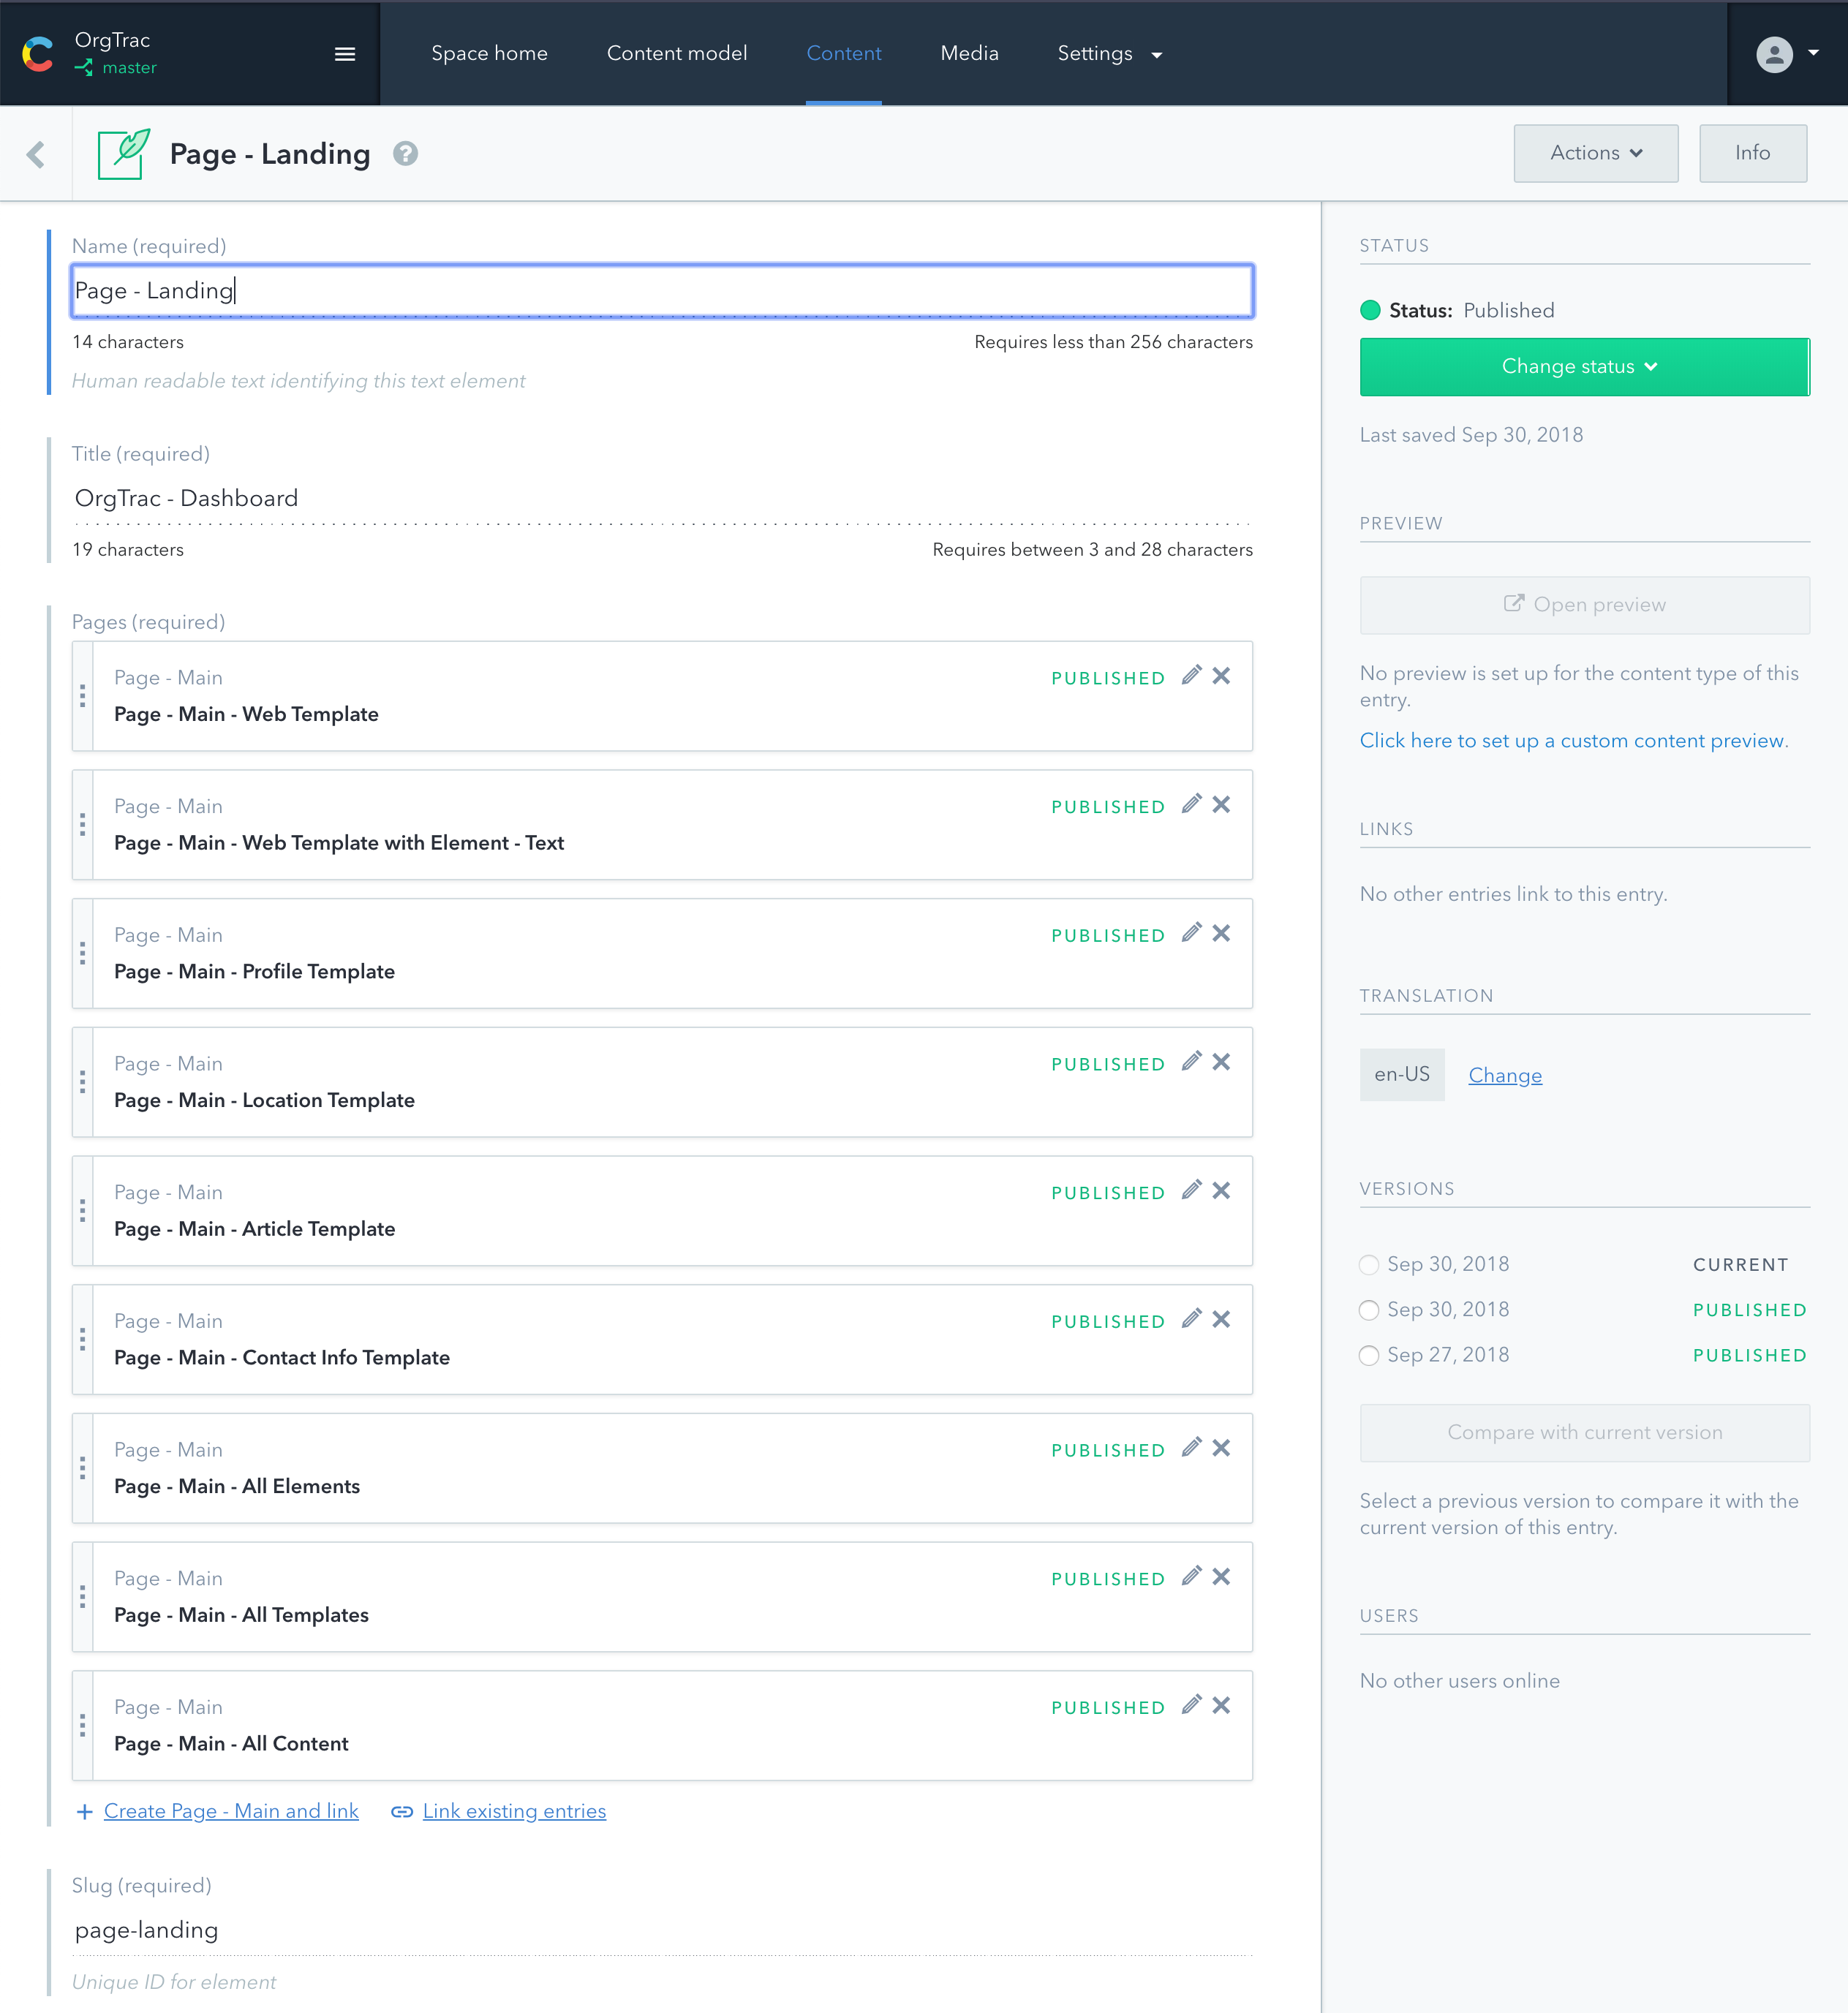 OrgTrac
master
Space home
Content model
Content
Media
Settings
Page - Landing
?
Actions
Info
Name (required)
Page - Landing
14 characters
Requires less than 256 characters
Human readable text identifying this text element
Title (required)
OrgTrac - Dashboard
19 characters
Requires between 3 and 28 characters
Pages (required)
Page - Main
PUBLISHED
Page - Main - Web Template
Page - Main
PUBLISHED
Page - Main - Web Template with Element - Text
Page - Main
PUBLISHED
Page - Main - Profile Template
Page - Main
PUBLISHED
Page - Main - Location Template
Page - Main
PUBLISHED
Page - Main - Article Template
Page - Main
PUBLISHED
Page - Main - Contact Info Template
Page - Main
PUBLISHED
Page - Main - All Elements
Page - Main
PUBLISHED
Page - Main - All Templates
Page - Main
PUBLISHED
Page - Main - All Content
Create Page - Main and link
Link existing entries
Slug (required)
page-landing
Unique ID for element
STATUS
Status: Published
Change status
Last saved Sep 30, 2018
PREVIEW
Open preview
No preview is set up for the content type of this
entry.
Click here to set up a custom content preview.
LINKS
No other entries link to this entry.
TRANSLATION
en-US
Change
VERSIONS
Sep 30, 2018
CURRENT
Sep 30, 2018
PUBLISHED
Sep 27, 2018
PUBLISHED
Compare with current version
Select a previous version to compare it with the
current version of this entry.
USERS
No other users online